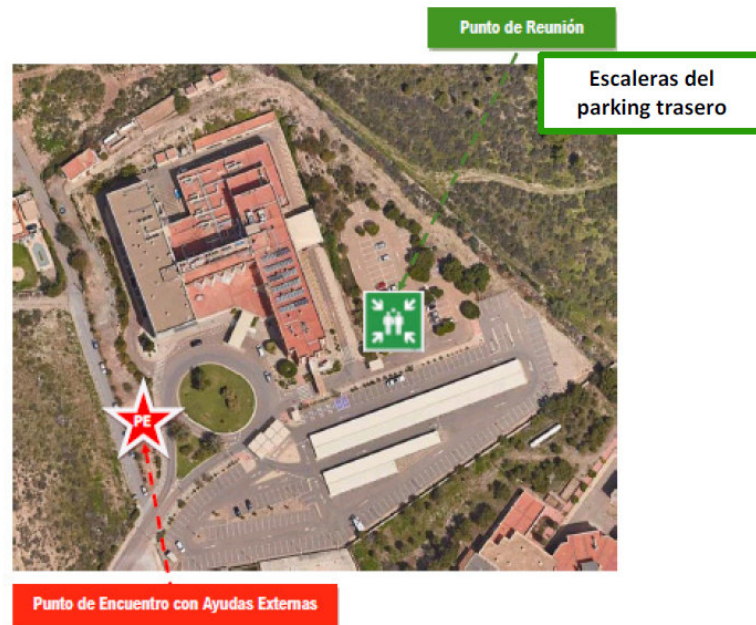 Punto de Reunión
Escaleras del
parking trasero
PE
Punto de Encuentro con Ayudas Externas